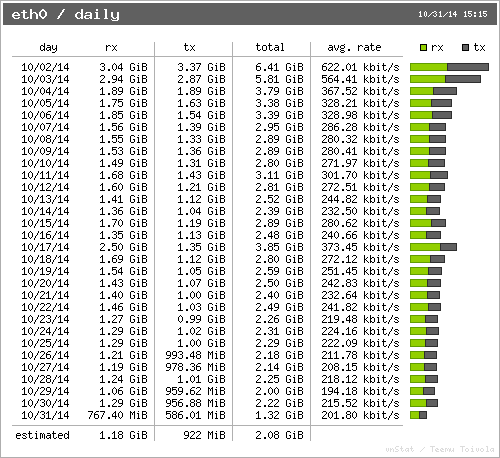 eth0 / daily 10/31/14 15:15
day rx tx total avg. rate rx tx
10/02/14 3.04 GiB 3.37 GiB 6.41 GiB 622.01 kbit/s
10/03/14 2.94 GiB 2.87 GiB 5.81 GiB 564.41 kbit/s
10/04/14 1.89 GiB 1.89 GiB 3.79 GiB 367.52 kbit/s
10/05/14 1.75 GiB 1.63 GiB 3.38 GiB 328.21 kbit/s
10/06/14 1.85 GiB 1.54 GiB 3.39 GiB 328.98 kbit/s
10/07/14 1.56 GiB 1.39 GiB 2.95 GiB 286.28 kbit/s
10/08/14 1.55 GiB 1.33 GiB 2.89 GiB 280.32 kbit/s
10/09/14 1.53 GiB 1.36 GiB 2.89 GiB 280.41 kbit/s
10/10/14 1.49 GiB 1.31 GiB 2.80 GiB 271.97 kbit/s
10/11/14 1.68 GiB 1.43 GiB 3.11 GiB 301.70 kbit/s
10/12/14 1.60 GiB 1.21 GiB 2.81 GiB 272.51 kbit/s
10/13/14 1.41 GiB 1.12 GiB 2.52 GiB 244.82 kbit/s
10/14/14 1.36 GiB 1.04 GiB 2.39 GiB 232.50 kbit/s
10/15/14 1.70 GiB 1.19 GiB 2.89 GiB 280.62 kbit/s
10/16/14 1.35 GiB 1.13 GiB 2.48 GiB 240.66 kbit/s
10/17/14 2.50 GiB 1.35 GiB 3.85 GiB 373.45 kbit/s
10/18/14 1.69 GiB 1.12 GiB 2.80 GiB 272.12 kbit/s
10/19/14 1.54 GiB 1.05 GiB 2.59 GiB 251.45 kbit/s
10/20/14 1.43 GiB 1.07 GiB 2.50 GiB 242.83 kbit/s
10/21/14 1.40 GiB 1.00 GiB 2.40 GiB 232.64 kbit/s
10/22/14 1.46 GiB 1.03 GiB 2.49 GiB 241.82 kbit/s
10/23/14 1.27 GiB 0.99 GiB 2.26 GiB 219.48 kbit/s
10/24/14 1.29 GiB 1.02 GiB 2.31 GiB 224.16 kbit/s
10/25/14 1.29 GiB 1.00 GiB 2.29 GiB 222.09 kbit/s
10/26/14 1.21 GiB 993.48 MiB 2.18 GiB 211.78 kbit/s
10/27/14 1.19 GiB 978.36 MiB 2.14 GiB 208.15 kbit/s
10/28/14 1.24 GiB 1.01 GiB 2.25 GiB 218.12 kbit/s
10/29/14 1.06 GiB 959.62 MiB 2.00 GiB 194.18 kbit/s
10/30/14 1.29 GiB 956.88 MiB 2.22 GiB 215.52 kbit/s
10/31/14 767.40 MiB 586.01 MiB 1.32 GiB 201.80 kbit/s
estimated 1.18 GiB 922 MiB 2.08 GiB
vnStat / Teemu Toivola